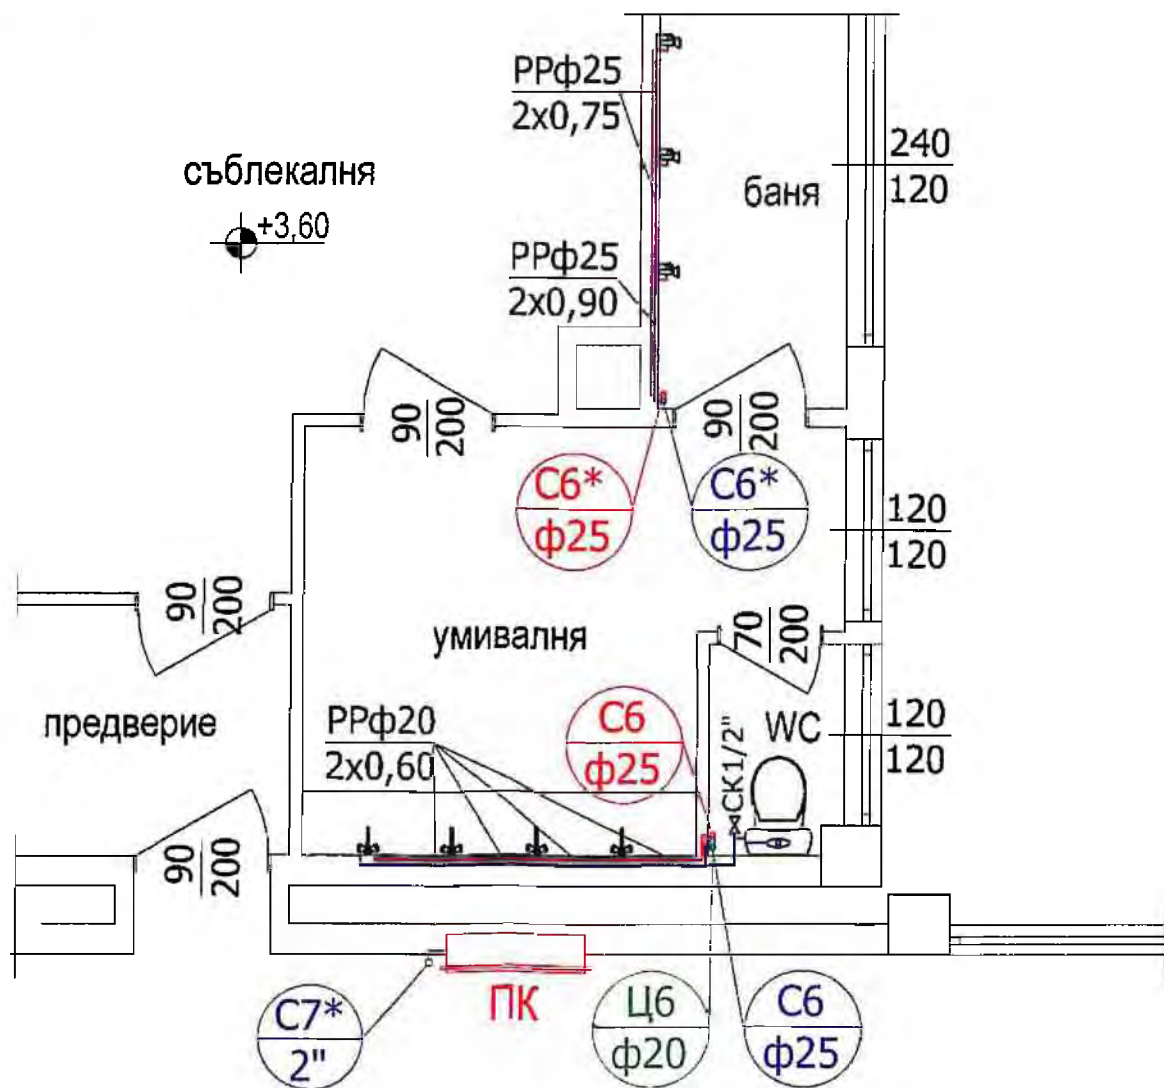 РРф25
2х0,75
240
120
съблекалня
баня
+3,60
РРф25
2х0,90
90
200
90
200
С6*
ф25
С6*
ф25
120
120
90
200
умивалня
70
200
предверие
РРф20
2х0,60
С6
ф25
СК1/2"
WC
120
120
90
200
С7*
2"
ПК
Ц6
ф20
С6
ф25